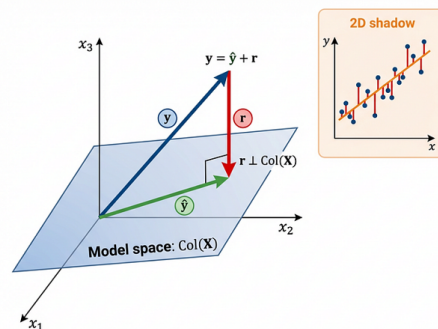 2D shadow
y
x
x₃
y = ŷ + r
y
r
r ⊥ Col(X)
ŷ
x₂
Model space: Col(X)
x₁